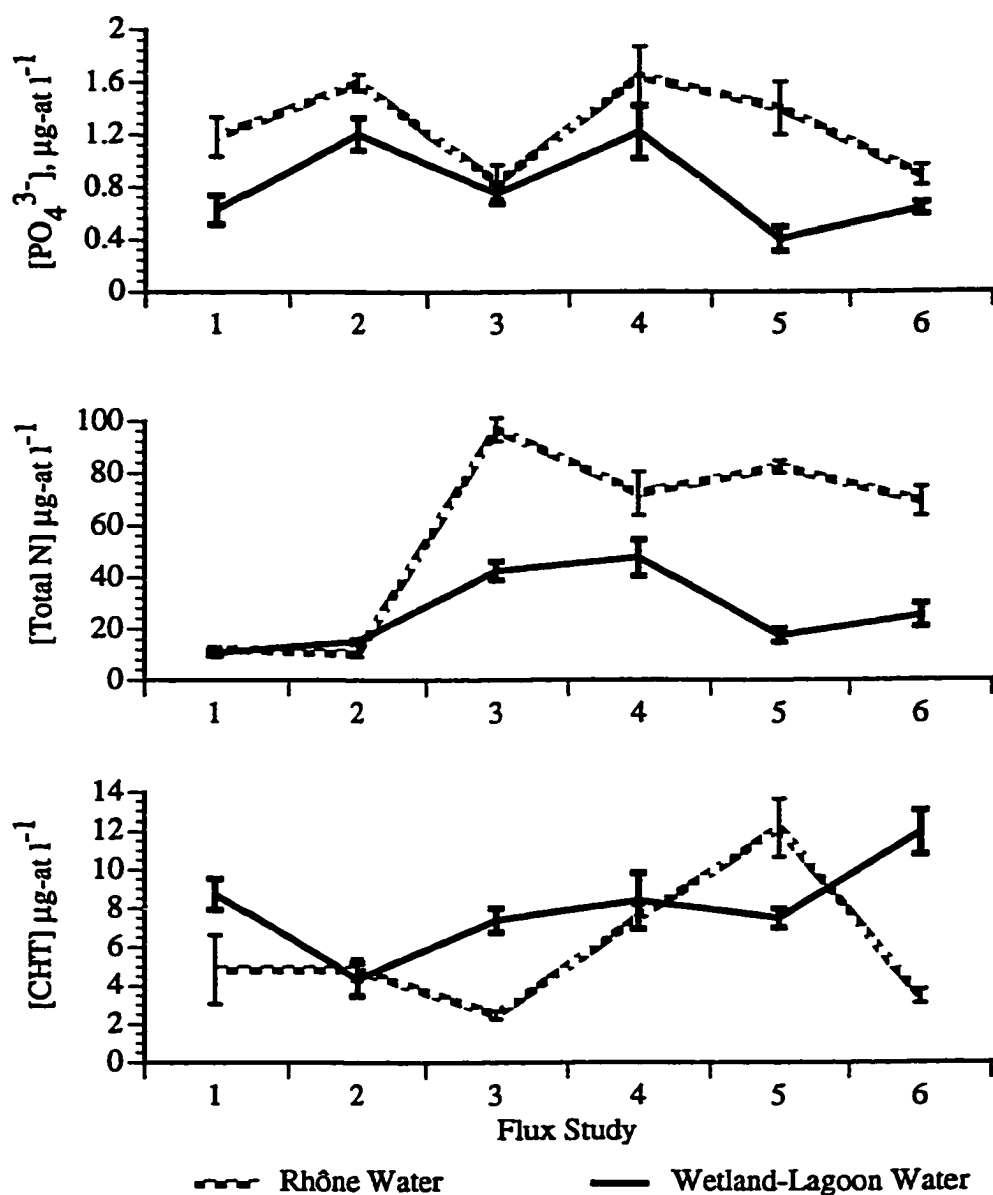 2
1.6
1.2
0.8
0.4
0
[PO₄³⁻], µg-at l⁻¹
1 2 3 4 5 6
100
80
60
40
20
0
[Total N] µg-at l⁻¹
1 2 3 4 5 6
14
12
10
8
6
4
2
0
[CHT] µg-at l⁻¹
1 2 3 4 5 6
Flux Study
Rhône Water Wetland-Lagoon Water